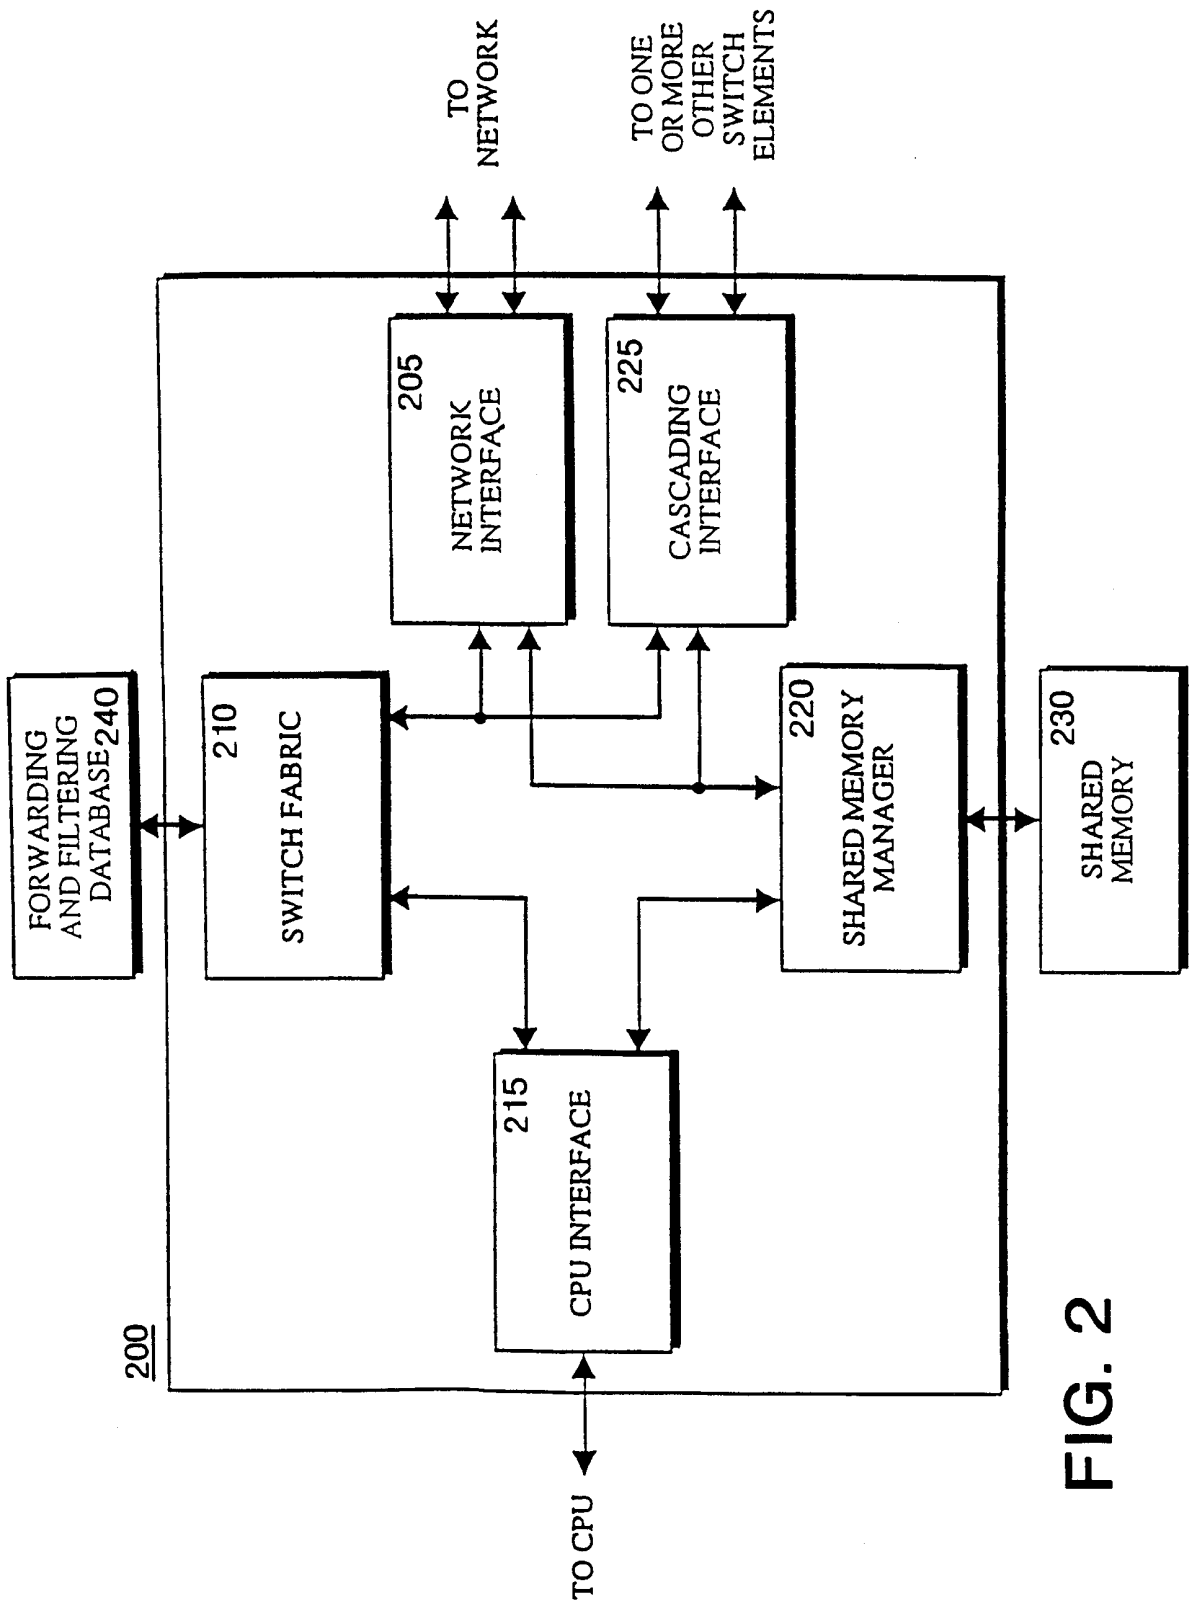 200
FORWARDING
AND FILTERING
DATABASE 240
210
SWITCH FABRIC
TO
NETWORK
205
NETWORK
INTERFACE
TO ONE
OR MORE
OTHER
SWITCH
ELEMENTS
225
CASCADING
INTERFACE
215
CPU INTERFACE
TO CPU
220
SHARED MEMORY
MANAGER
230
SHARED
MEMORY
FIG. 2